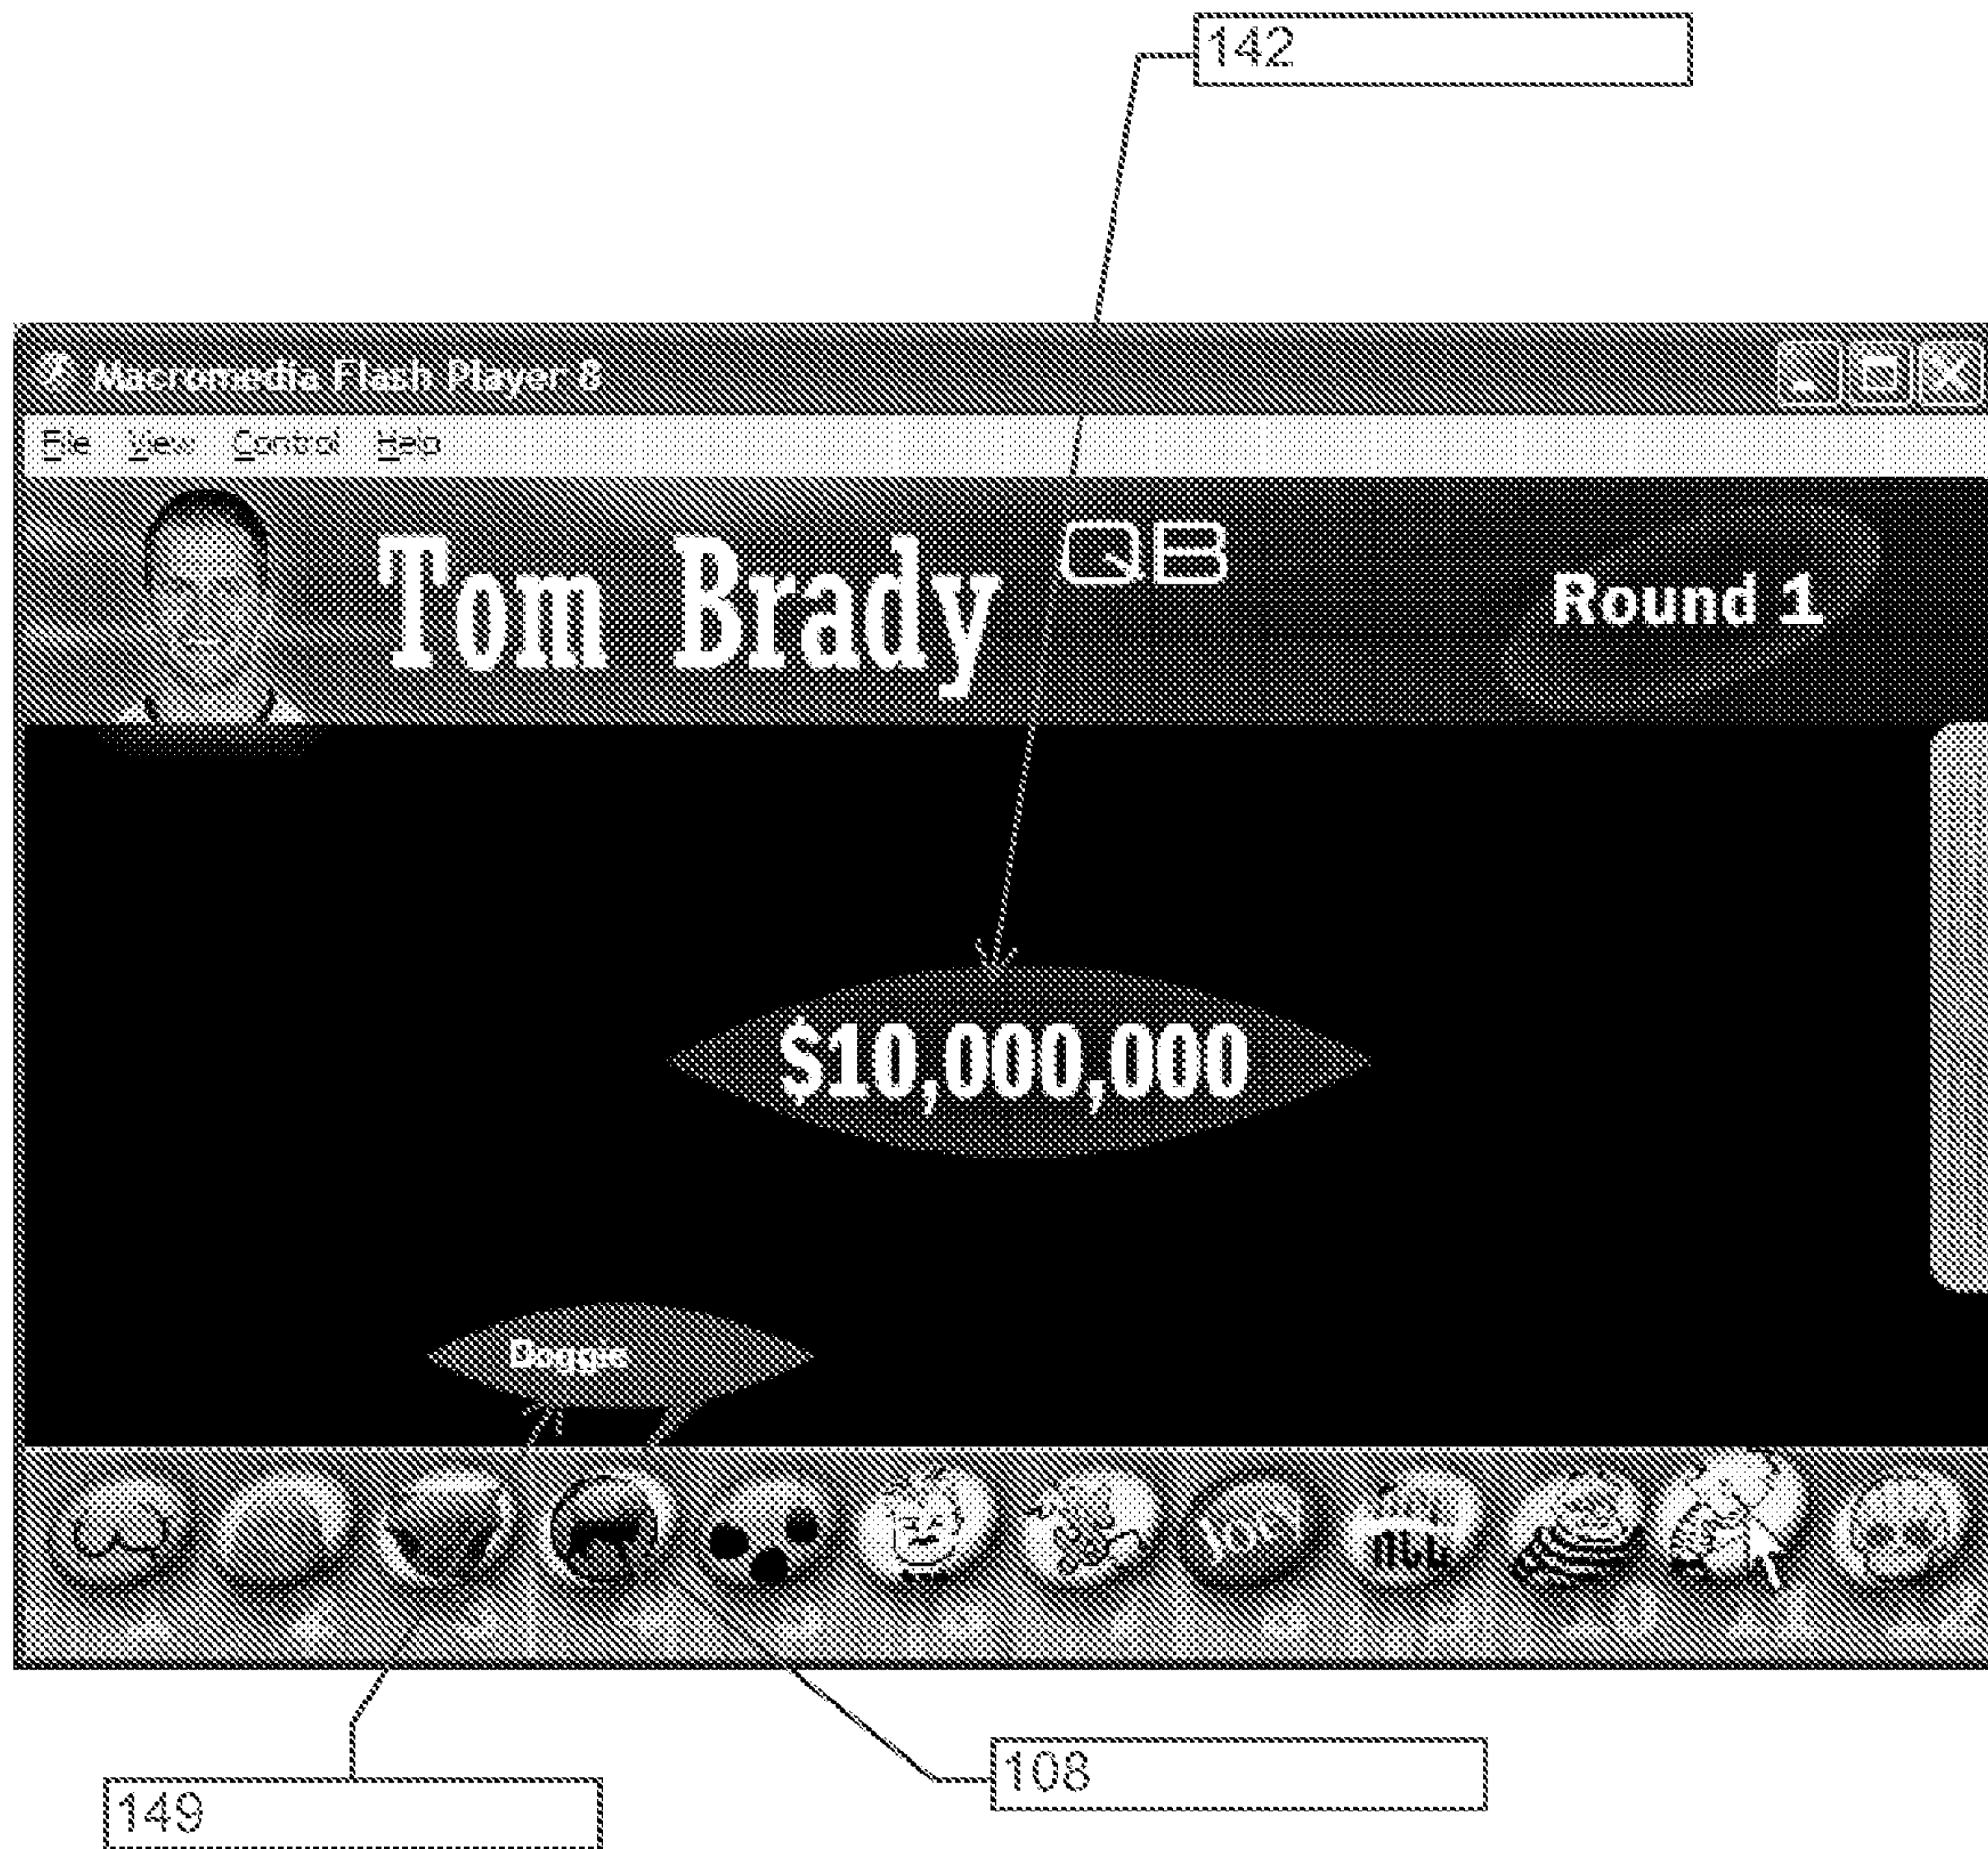 142
Macromedia Flash Player 8
File View Control Help
Tom Brady QB
Round 1
$10,000,000
Doggie
108
149